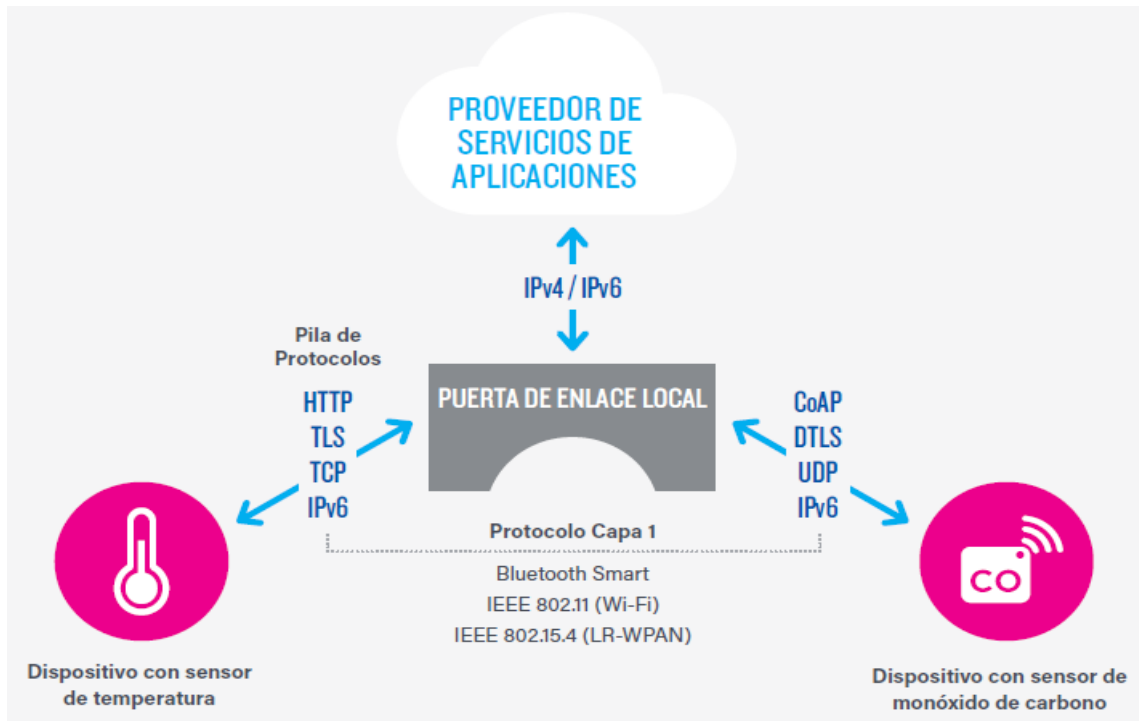 PROVEEDOR DE
SERVICIOS DE
APLICACIONES
IPv4 / IPv6
Pila de
Protocolos
HTTP
TLS
TCP
IPv6
PUERTA DE ENLACE LOCAL
CoAP
DTLS
UDP
IPv6
Protocolo Capa 1
Bluetooth Smart
IEEE 802.11 (Wi-Fi)
IEEE 802.15.4 (LR-WPAN)
CO
Dispositivo con sensor
de temperatura
Dispositivo con sensor de
monóxido de carbono